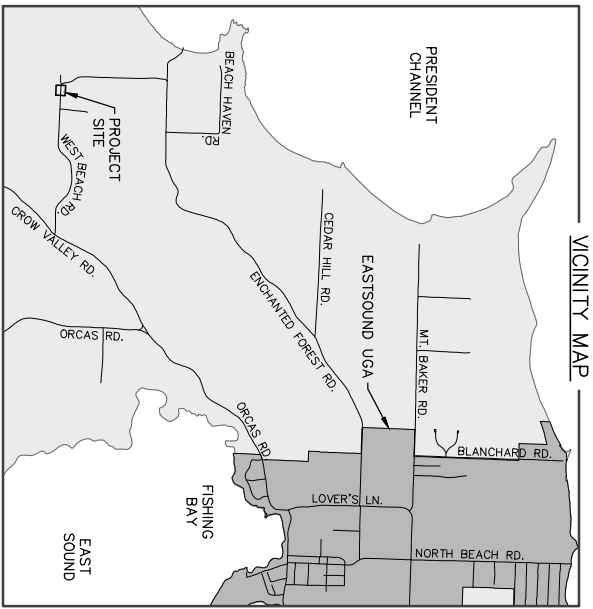 VICINITY MAP
PRESIDENT
CHANNEL
BEACH HAVEN
RD.
PROJECT
SITE
WEST BEACH
RD.
CROW VALLEY RD.
CEDAR HILL RD.
EASTSOUND UGA
ENCHANTED FOREST RD.
MT. BAKER RD.
ORCAS RD.
ORCAS RD
BLANCHARD RD.
LOVER'S LN.
NORTH BEACH RD.
FISHING
BAY
EAST
SOUND